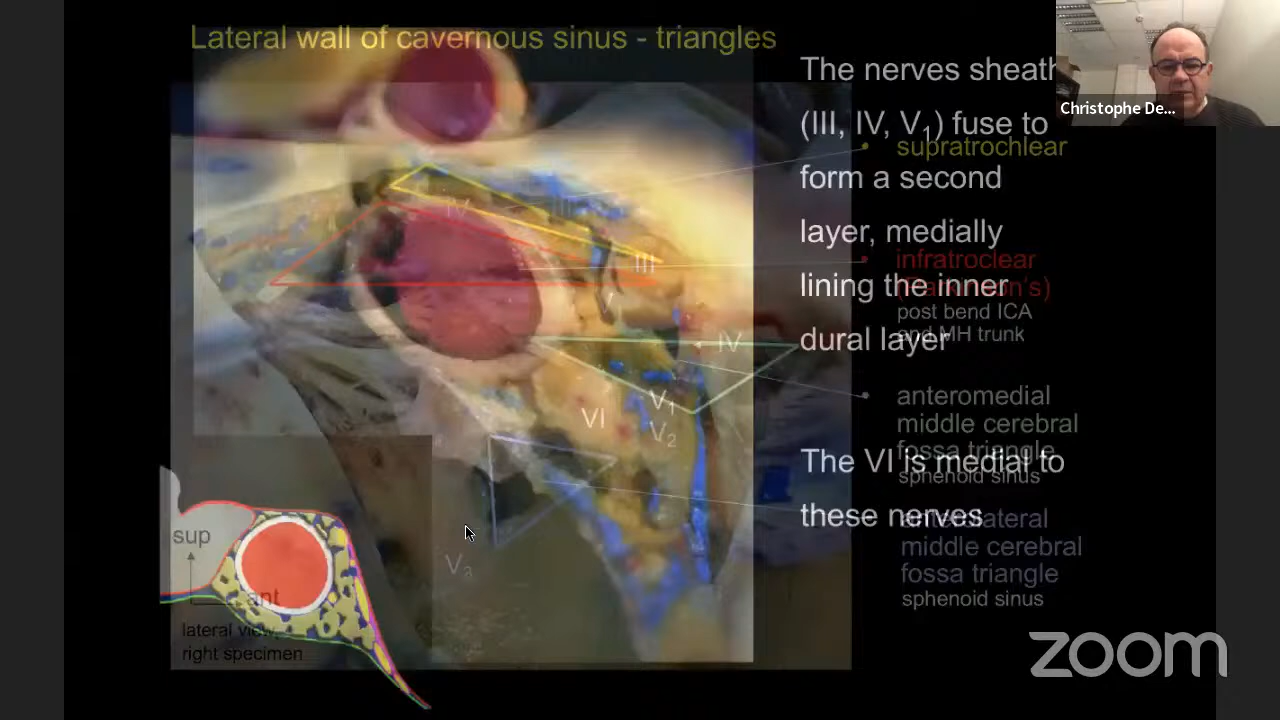 Lateral wall of cavernous sinus - triangles
The nerves sheath
(III, IV, V1) fuse to
form a second
layer, medially
lining the inner
dural layer
The VI is medial to
these nerves
supratrochlear
infratroclear
(Parkinson's)
post bend ICA
and MH trunk
anteromedial
middle cerebral
fossa triangle
sphenoid sinus
anterolateral
middle cerebral
fossa triangle
sphenoid sinus
II
IV
III
III
IV
V1
V2
VI
V3
sup
ant
lateral view,
right specimen
Christophe De...
zoom